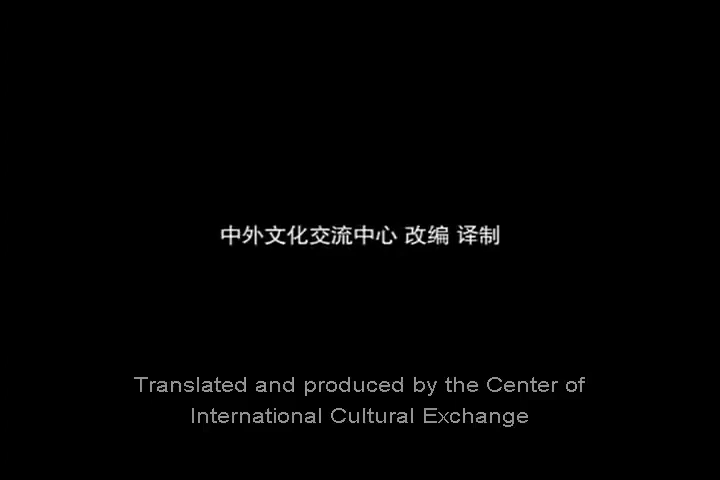 中外文化交流中心 改编 译制
Translated and produced by the Center of
International Cultural Exchange